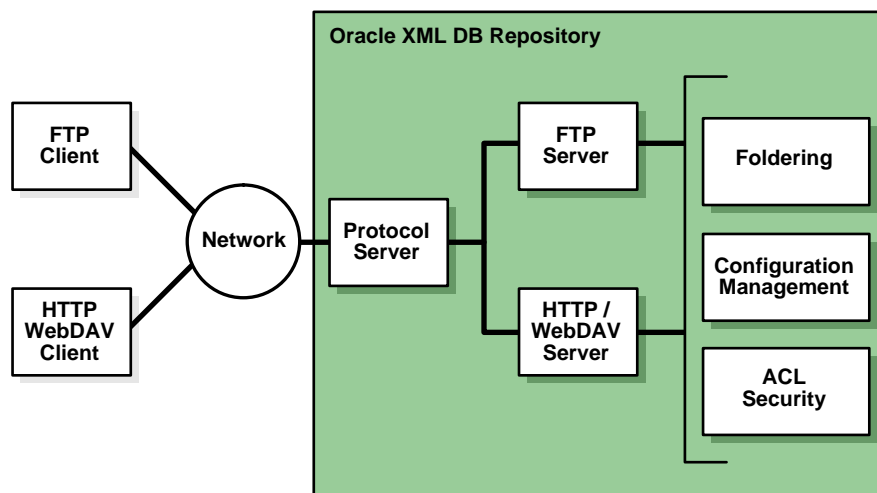 Oracle XML DB Repository
FTP
Client
HTTP
WebDAV
Client
Network
Protocol
Server
FTP
Server
HTTP /
WebDAV
Server
Foldering
Configuration
Management
ACL
Security